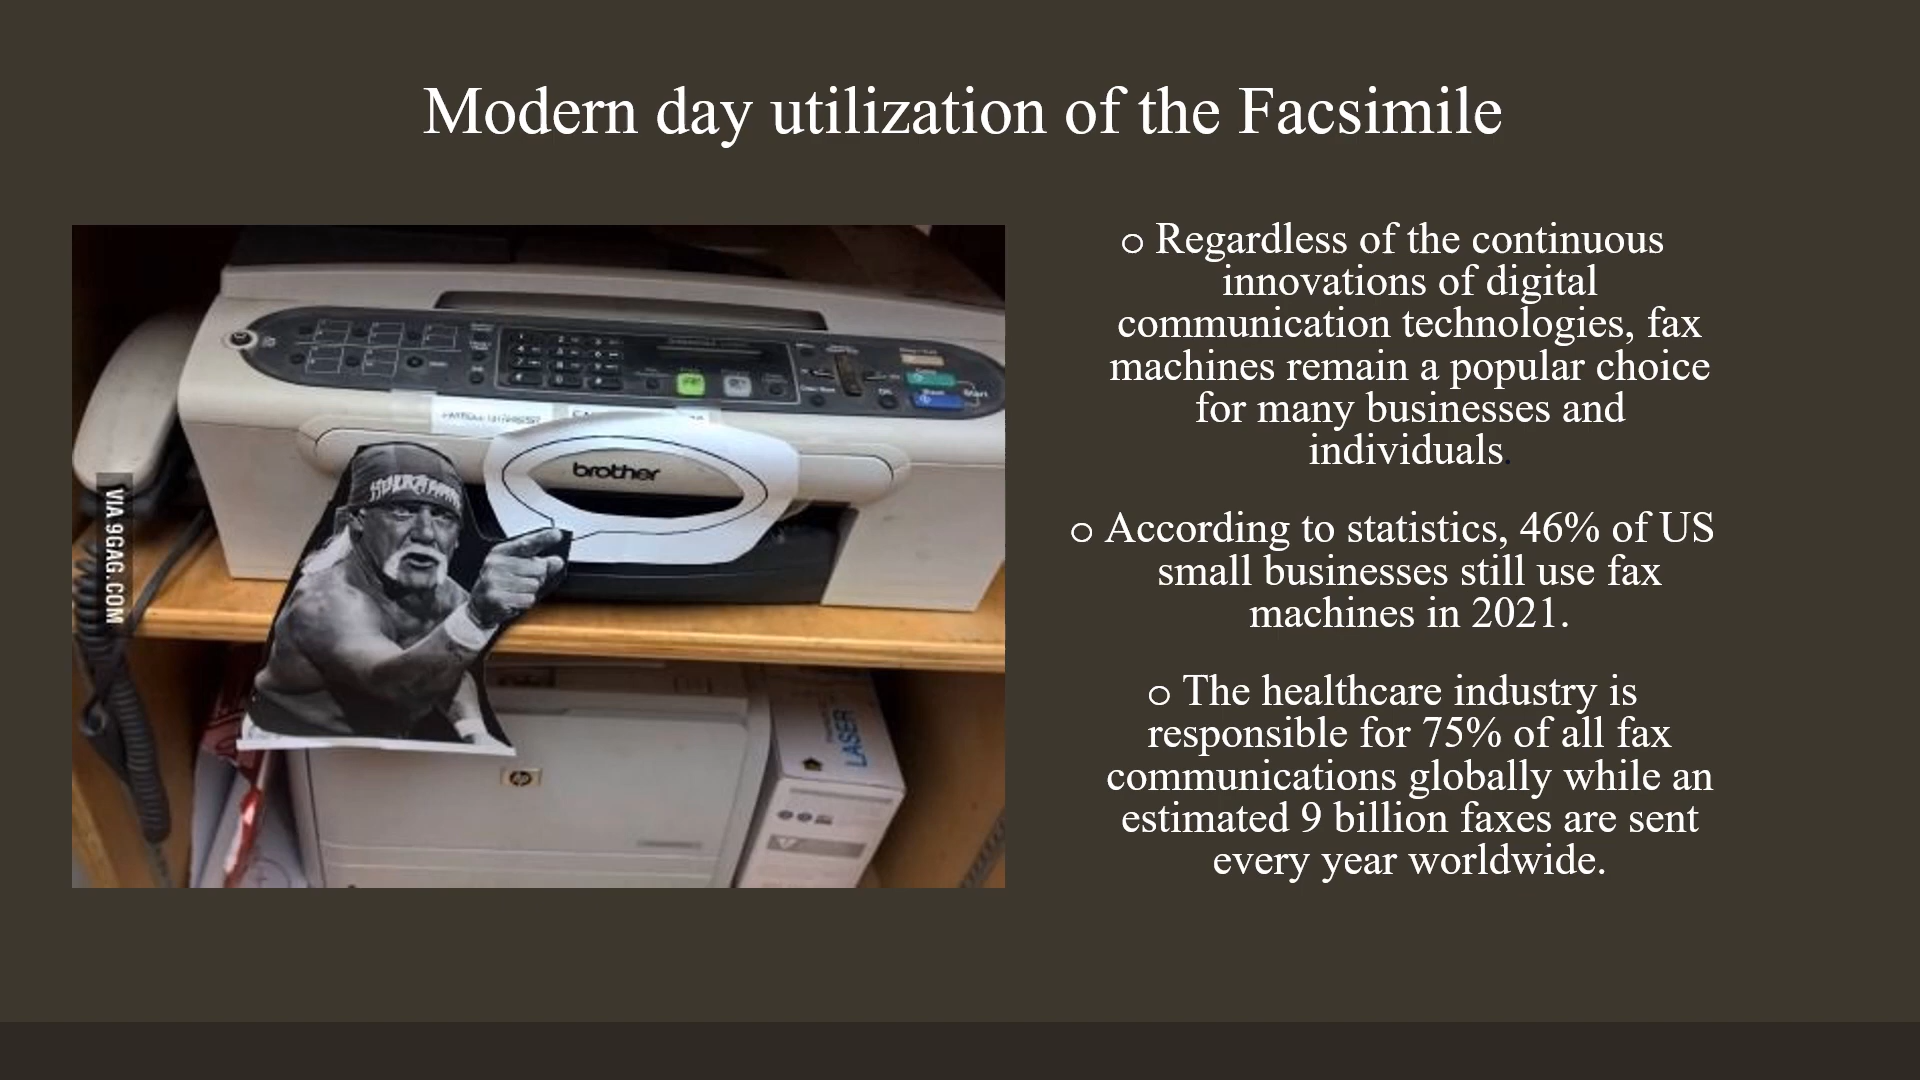 Modern day utilization of the Facsimile
o Regardless of the continuous
innovations of digital
communication technologies, fax
machines remain a popular choice
for many businesses and
individuals.
o According to statistics, 46% of US
small businesses still use fax
machines in 2021.
o The healthcare industry is
responsible for 75% of all fax
communications globally while an
estimated 9 billion faxes are sent
every year worldwide.
brother
VIA 9GAG.COM
Start
hp
LASER